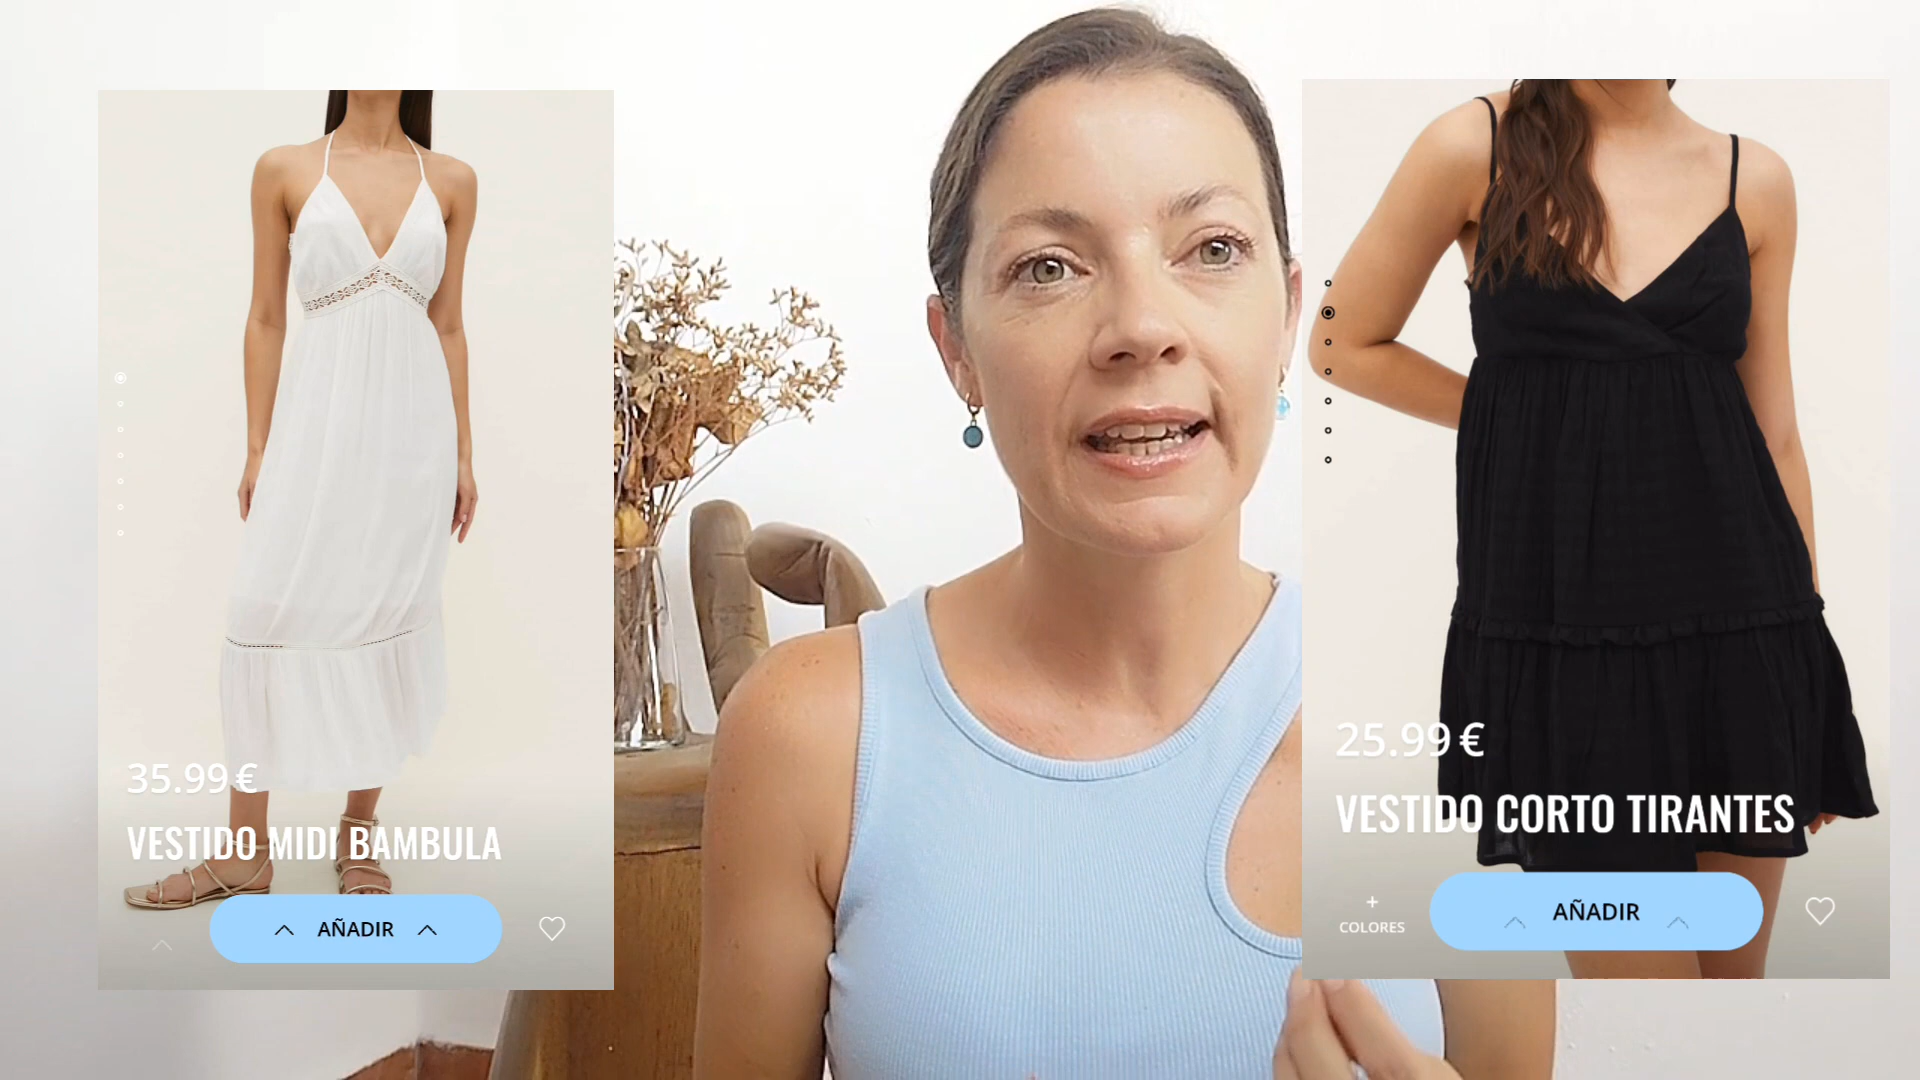 35.99 €
VESTIDO MIDI BAMBULA
AÑADIR
25.99 €
VESTIDO CORTO TIRANTES
+
COLORES
AÑADIR